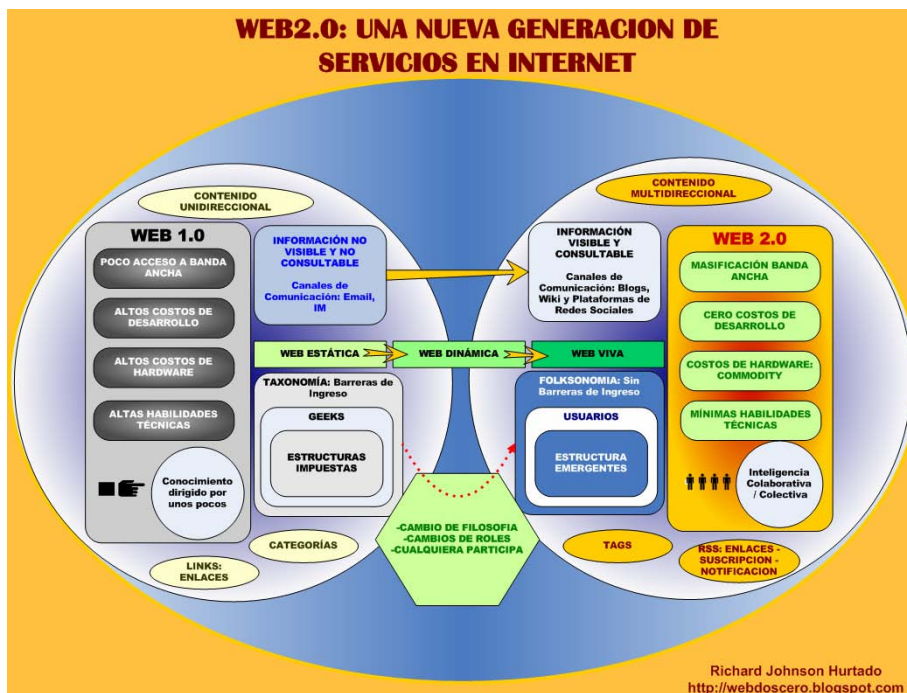 WEB2.0: UNA NUEVA GENERACION DE
SERVICIOS EN INTERNET
CONTENIDO
UNIDIRECCIONAL
WEB 1.0
POCO ACCESO A BANDA
ANCHA
ALTOS COSTOS DE
DESARROLLO
ALTOS COSTOS DE
HARDWARE
ALTAS HABILIDADES
TÉCNICAS
Conocimiento
dirigido por
unos pocos
INFORMACIÓN NO
VISIBLE Y NO
CONSULTABLE
Canales de
Comunicación: Email,
IM
WEB ESTÁTICA
WEB DINÁMICA
WEB VIVA
TAXONOMÍA: Barreras de
Ingreso
GEEKS
ESTRUCTURAS
IMPUESTAS
CATEGORÍAS
LINKS:
ENLACES
-CAMBIO DE FILOSOFIA
-CAMBIOS DE ROLES
-CUALQUIERA PARTICIPA
CONTENIDO
MULTIDIRECCIONAL
INFORMACIÓN
VISIBLE Y
CONSULTABLE
Canales de
Comunicación: Blogs,
Wiki y Plataformas de
Redes Sociales
FOLKSONOMIA: Sin
Barreras de Ingreso
USUARIOS
ESTRUCTURA
EMERGENTES
WEB 2.0
MASIFICACIÓN BANDA
ANCHA
CERO COSTOS DE
DESARROLLO
COSTOS DE HARDWARE:
COMMODITY
MÍNIMAS HABILIDADES
TÉCNICAS
Inteligencia
Colaborativa
/ Colectiva
TAGS
RSS: ENLACES -
SUSCRIPCION -
NOTIFICACION
Richard Johnson Hurtado
http://webdoscero.blogspot.com